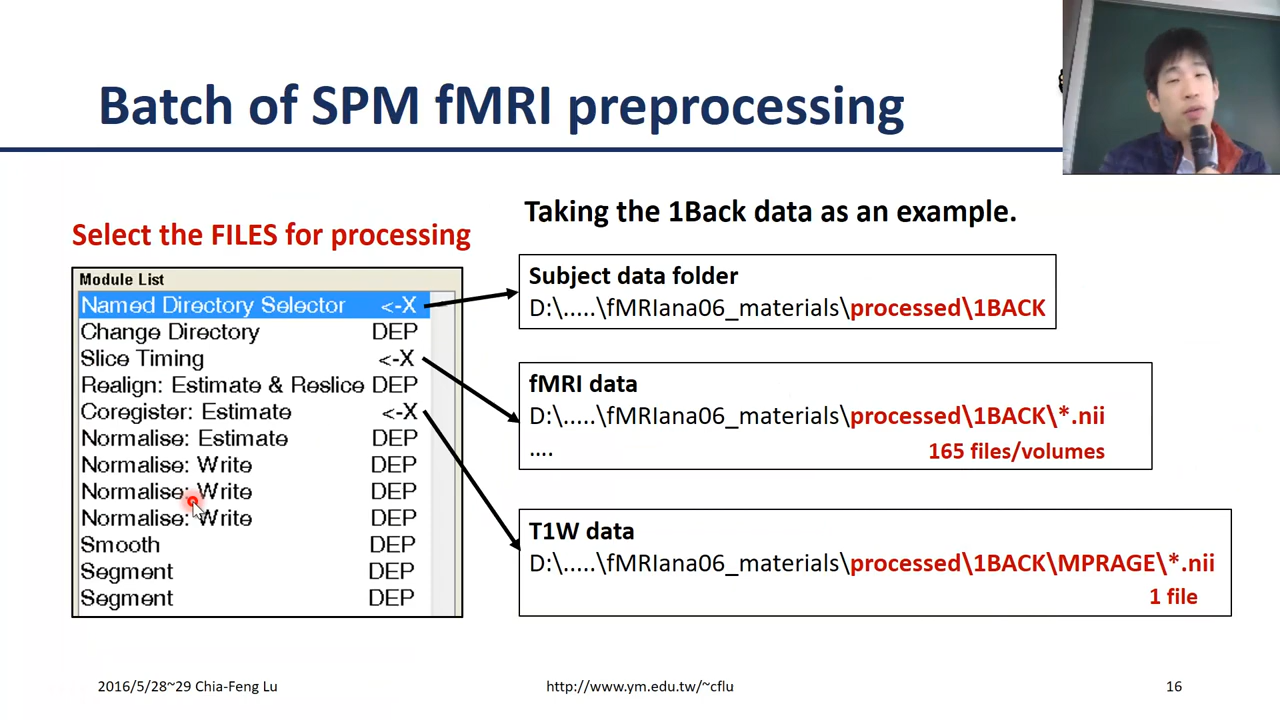 Batch of SPM fMRI preprocessing
Select the FILES for processing
Module List
Named Directory Selector <-X
Change Directory DEP
Slice Timing <-X
Realign: Estimate & Reslice DEP
Coregister: Estimate <-X
Normalise: Estimate DEP
Normalise: Write DEP
Normalise: Write DEP
Normalise: Write DEP
Smooth DEP
Segment DEP
Segment DEP
Taking the 1Back data as an example.
Subject data folder
D:\.....\fMRIana06_materials\processed\1BACK
fMRI data
D:\.....\fMRIana06_materials\processed\1BACK\*.nii
....
165 files/volumes
T1W data
D:\.....\fMRIana06_materials\processed\1BACK\MPRAGE\*.nii
1 file
2016/5/28~29 Chia-Feng Lu
http://www.ym.edu.tw/~cflu
16